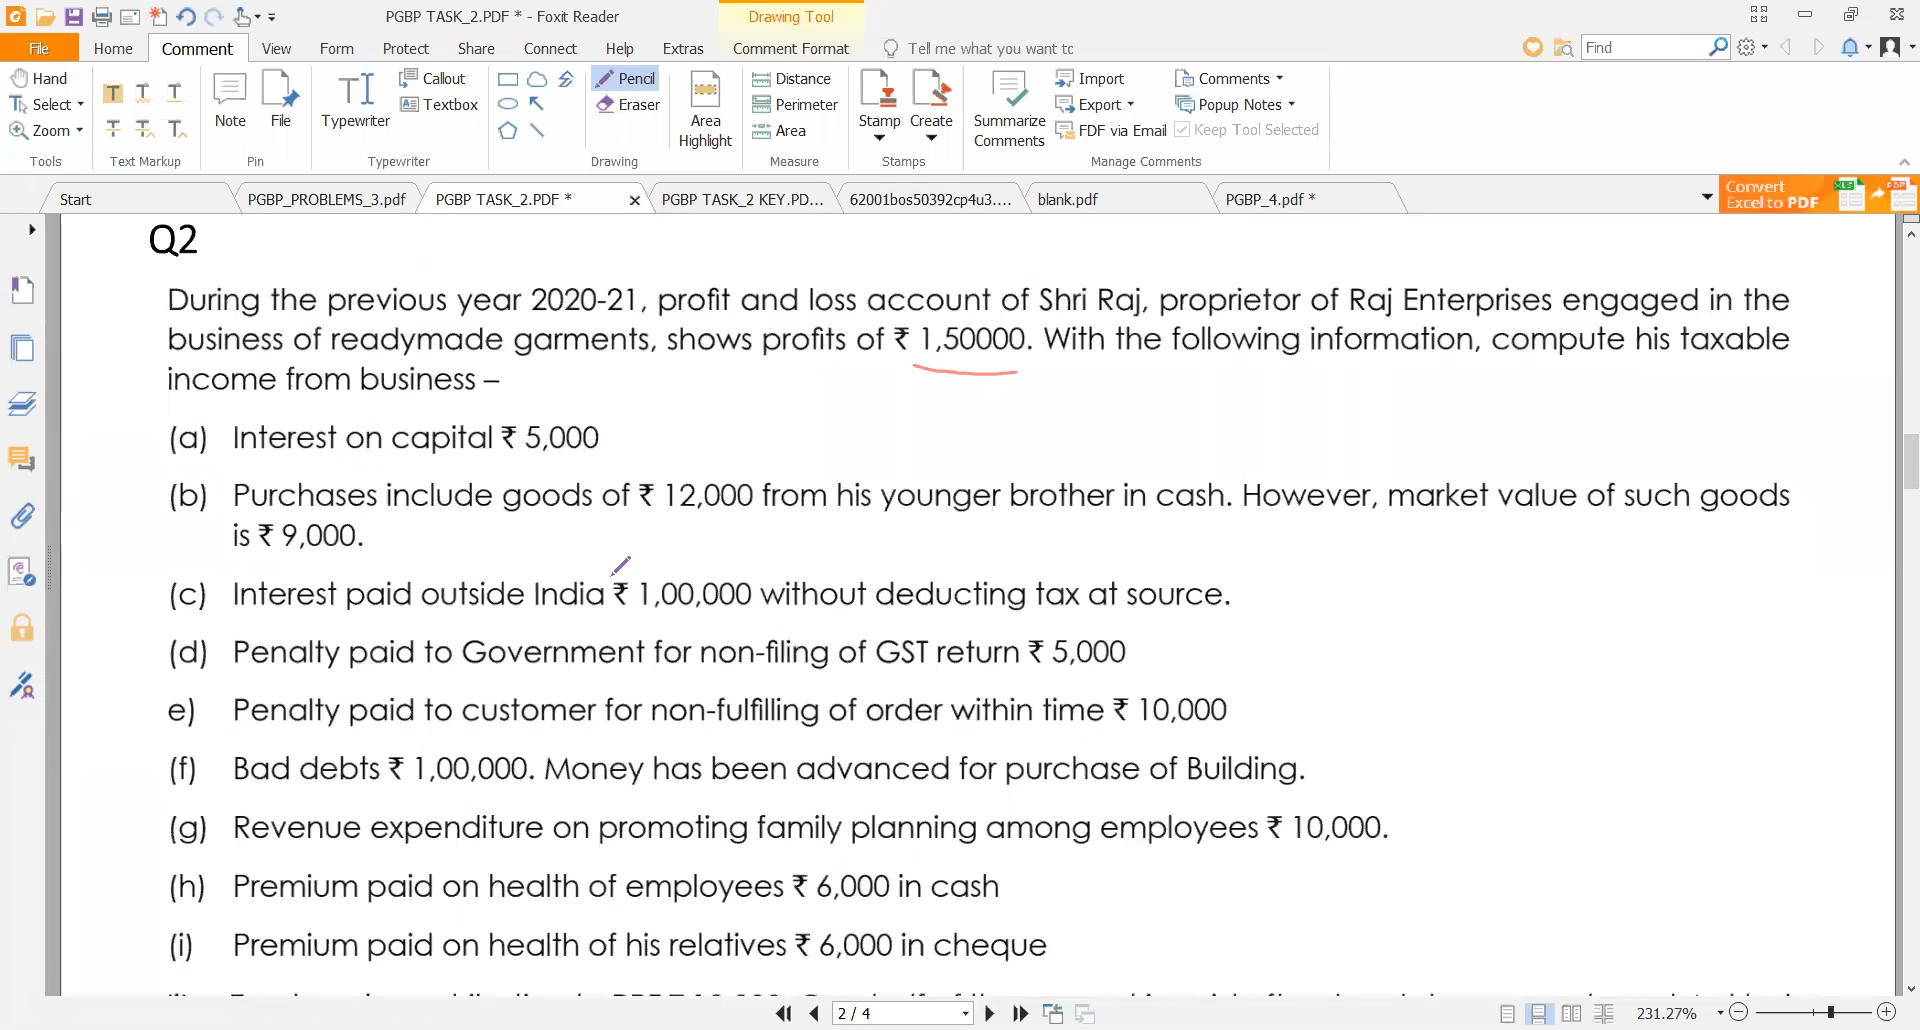 PGBP TASK_2.PDF * - Foxit Reader
Drawing Tool
File Home Comment View Form Protect Share Connect Help Extras Comment Format Tell me what you want to Find
Hand
Select
Zoom
Tools
Text Markup
Note
File
Pin
Typewriter
Callout
Textbox
Typewriter
Pencil
Eraser
Drawing
Area
Highlight
Distance
Perimeter
Area
Measure
Stamp
Create
Stamps
Summarize
Comments
Import
Export
FDF via Email
Comments
Popup Notes
Keep Tool Selected
Manage Comments
Start PGBP_PROBLEMS_3.pdf PGBP TASK_2.PDF * PGBP TASK_2 KEY.PD... 62001bos50392cp4u3.... blank.pdf PGBP_4.pdf *
Convert
Excel to PDF
Q2
During the previous year 2020-21, profit and loss account of Shri Raj, proprietor of Raj Enterprises engaged in the
business of readymade garments, shows profits of ₹ 1,50000. With the following information, compute his taxable
income from business –
(a) Interest on capital ₹ 5,000
(b) Purchases include goods of ₹ 12,000 from his younger brother in cash. However, market value of such goods
is ₹ 9,000.
(c) Interest paid outside India ₹ 1,00,000 without deducting tax at source.
(d) Penalty paid to Government for non-filing of GST return ₹ 5,000
e) Penalty paid to customer for non-fulfilling of order within time ₹ 10,000
(f) Bad debts ₹ 1,00,000. Money has been advanced for purchase of Building.
(g) Revenue expenditure on promoting family planning among employees ₹ 10,000.
(h) Premium paid on health of employees ₹ 6,000 in cash
(i) Premium paid on health of his relatives ₹ 6,000 in cheque
2 / 4
231.27%